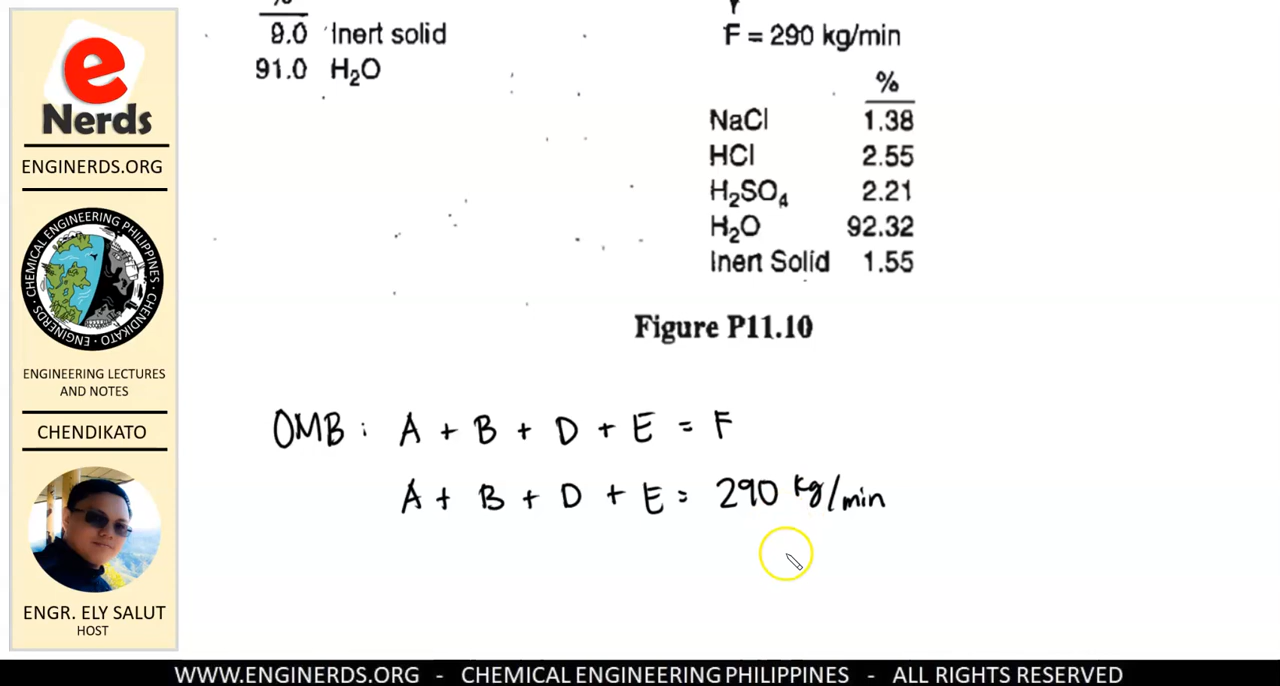 %
9.0 Inert solid
91.0 H₂O
F = 290 kg/min
%
NaCl 1.38
HCl 2.55
H₂SO₄ 2.21
H₂O 92.32
Inert Solid 1.55
Figure P11.10
OMB : A + B + D + E = F
A + B + D + E = 290 kg/min
e
Nerds
ENGINERDS.ORG
CHEMICAL ENGINEERING PHILIPPINES - CHENDIKATO - ENGINERDS -
ENGINEERING LECTURES
AND NOTES
CHENDIKATO
ENGR. ELY SALUT
HOST
WWW.ENGINERDS.ORG - CHEMICAL ENGINEERING PHILIPPINES - ALL RIGHTS RESERVED